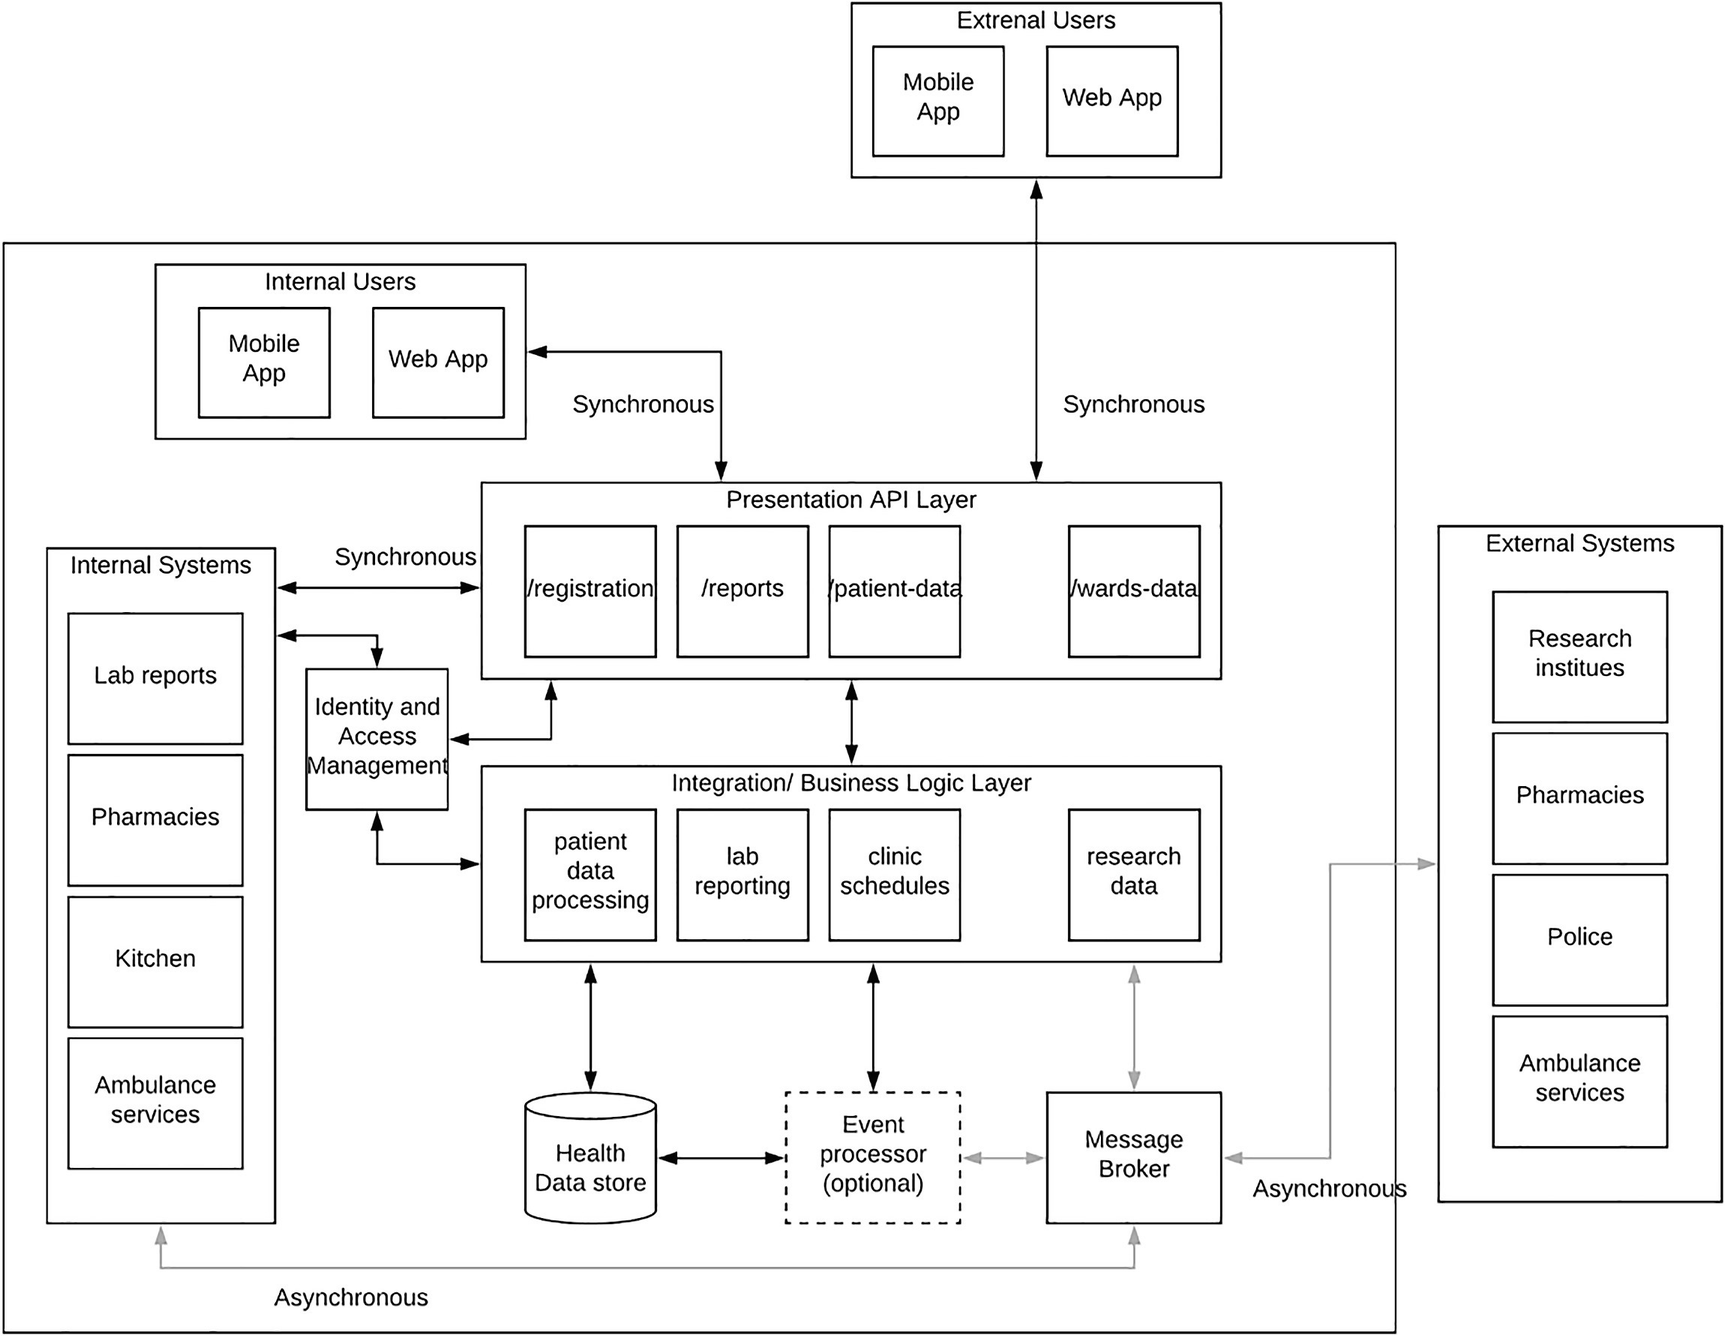 Extrenal Users
Mobile
App
Web App
Internal Users
Mobile
App
Web App
Synchronous
Synchronous
Presentation API Layer
/registration
/reports
/patient-data
/wards-data
Synchronous
Internal Systems
Lab reports
Pharmacies
Kitchen
Ambulance
services
Identity and
Access
Management
Integration/ Business Logic Layer
patient
data
processing
lab
reporting
clinic
schedules
research
data
Health
Data store
Event
processor
(optional)
Message
Broker
Asynchronous
Asynchronous
External Systems
Research
institues
Pharmacies
Police
Ambulance
services